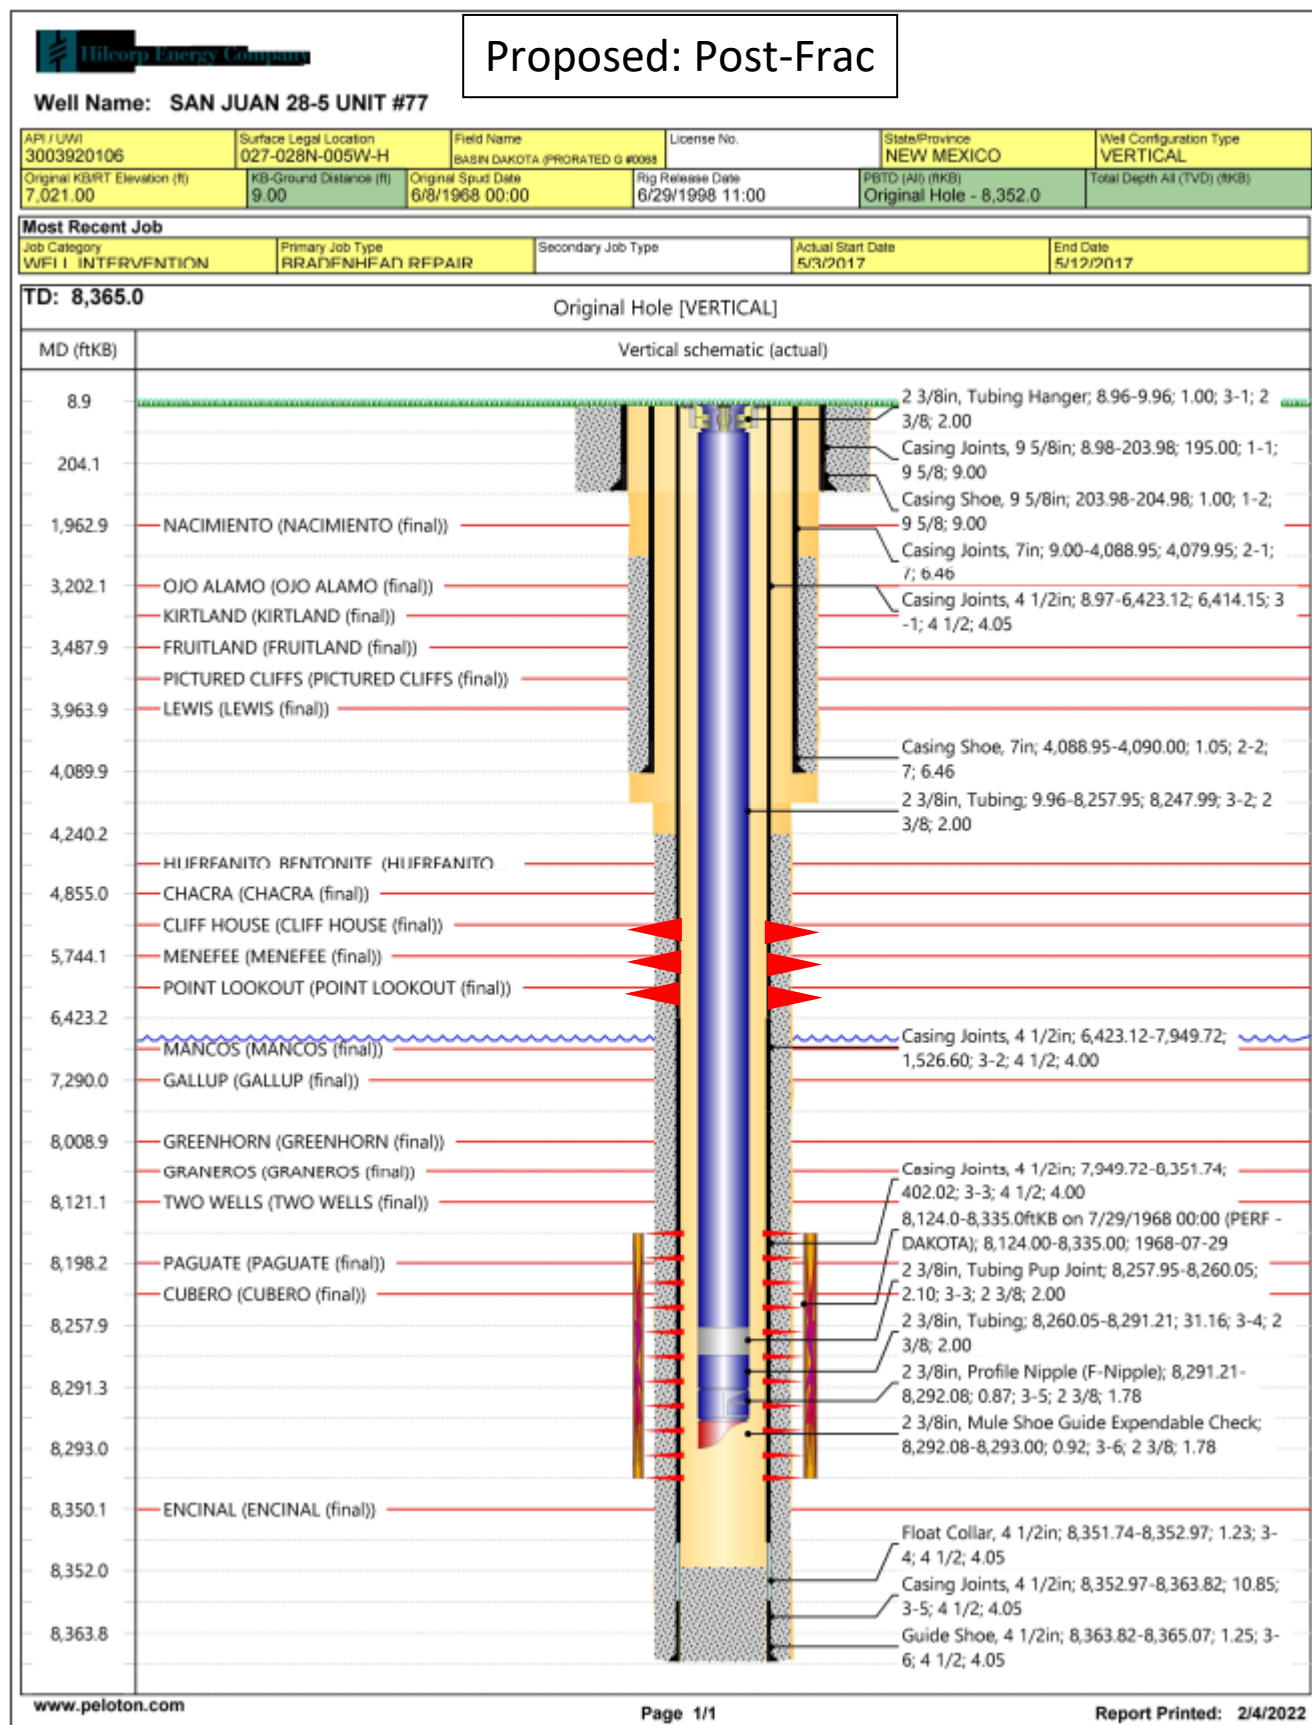 Hilcorp Energy Company
Proposed: Post-Frac
Well Name: SAN JUAN 28-5 UNIT #77
API / UWI
3003920106
Surface Legal Location
027-028N-005W-H
Field Name
BASIN DAKOTA (PRORATED G #0068
License No.
State/Province
NEW MEXICO
Well Configuration Type
VERTICAL
Original KB/RT Elevation (ft)
7,021.00
KB-Ground Distance (ft)
9.00
Original Spud Date
6/8/1968 00:00
Rig Release Date
6/29/1998 11:00
PBTD (All) (ftKB)
Original Hole - 8,352.0
Total Depth All (TVD) (ftKB)
Most Recent Job
Job Category
WELL INTERVENTION
Primary Job Type
BRADENHEAD REPAIR
Secondary Job Type
Actual Start Date
5/3/2017
End Date
5/12/2017
TD: 8,365.0
Original Hole [VERTICAL]
MD (ftKB)
Vertical schematic (actual)
8.9
204.1
1,962.9
3,202.1
3,487.9
3,963.9
4,089.9
4,240.2
4,855.0
5,744.1
6,423.2
7,290.0
8,008.9
8,121.1
8,198.2
8,257.9
8,291.3
8,293.0
8,350.1
8,352.0
8,363.8
NACIMIENTO (NACIMIENTO (final))
OJO ALAMO (OJO ALAMO (final))
KIRTLAND (KIRTLAND (final))
FRUITLAND (FRUITLAND (final))
PICTURED CLIFFS (PICTURED CLIFFS (final))
LEWIS (LEWIS (final))
HUERFANITO BENTONITE (HUERFANITO...
CHACRA (CHACRA (final))
CLIFF HOUSE (CLIFF HOUSE (final))
MENEFEE (MENEFEE (final))
POINT LOOKOUT (POINT LOOKOUT (final))
MANCOS (MANCOS (final))
GALLUP (GALLUP (final))
GREENHORN (GREENHORN (final))
GRANEROS (GRANEROS (final))
TWO WELLS (TWO WELLS (final))
PAGUATE (PAGUATE (final))
CUBERO (CUBERO (final))
ENCINAL (ENCINAL (final))
2 3/8in, Tubing Hanger; 8.96-9.96; 1.00; 3-1; 2
3/8; 2.00
Casing Joints, 9 5/8in; 8.98-203.98; 195.00; 1-1;
9 5/8; 9.00
Casing Shoe, 9 5/8in; 203.98-204.98; 1.00; 1-2;
9 5/8; 9.00
Casing Joints, 7in; 9.00-4,088.95; 4,079.95; 2-1;
7; 6.46
Casing Joints, 4 1/2in; 8.97-6,423.12; 6,414.15; 3
-1; 4 1/2; 4.05
Casing Shoe, 7in; 4,088.95-4,090.00; 1.05; 2-2;
7; 6.46
2 3/8in, Tubing; 9.96-8,257.95; 8,247.99; 3-2; 2
3/8; 2.00
Casing Joints, 4 1/2in; 6,423.12-7,949.72;
1,526.60; 3-2; 4 1/2; 4.00
Casing Joints, 4 1/2in; 7,949.72-8,351.74;
402.02; 3-3; 4 1/2; 4.00
8,124.0-8,335.0ftKB on 7/29/1968 00:00 (PERF -
DAKOTA); 8,124.00-8,335.00; 1968-07-29
2 3/8in, Tubing Pup Joint; 8,257.95-8,260.05;
2.10; 3-3; 2 3/8; 2.00
2 3/8in, Tubing; 8,260.05-8,291.21; 31.16; 3-4; 2
3/8; 2.00
2 3/8in, Profile Nipple (F-Nipple); 8,291.21-
8,292.08; 0.87; 3-5; 2 3/8; 1.78
2 3/8in, Mule Shoe Guide Expendable Check;
8,292.08-8,293.00; 0.92; 3-6; 2 3/8; 1.78
Float Collar, 4 1/2in; 8,351.74-8,352.97; 1.23; 3-
4; 4 1/2; 4.05
Casing Joints, 4 1/2in; 8,352.97-8,363.82; 10.85;
3-5; 4 1/2; 4.05
Guide Shoe, 4 1/2in; 8,363.82-8,365.07; 1.25; 3-
6; 4 1/2; 4.05
www.peloton.com
Page 1/1
Report Printed: 2/4/2022